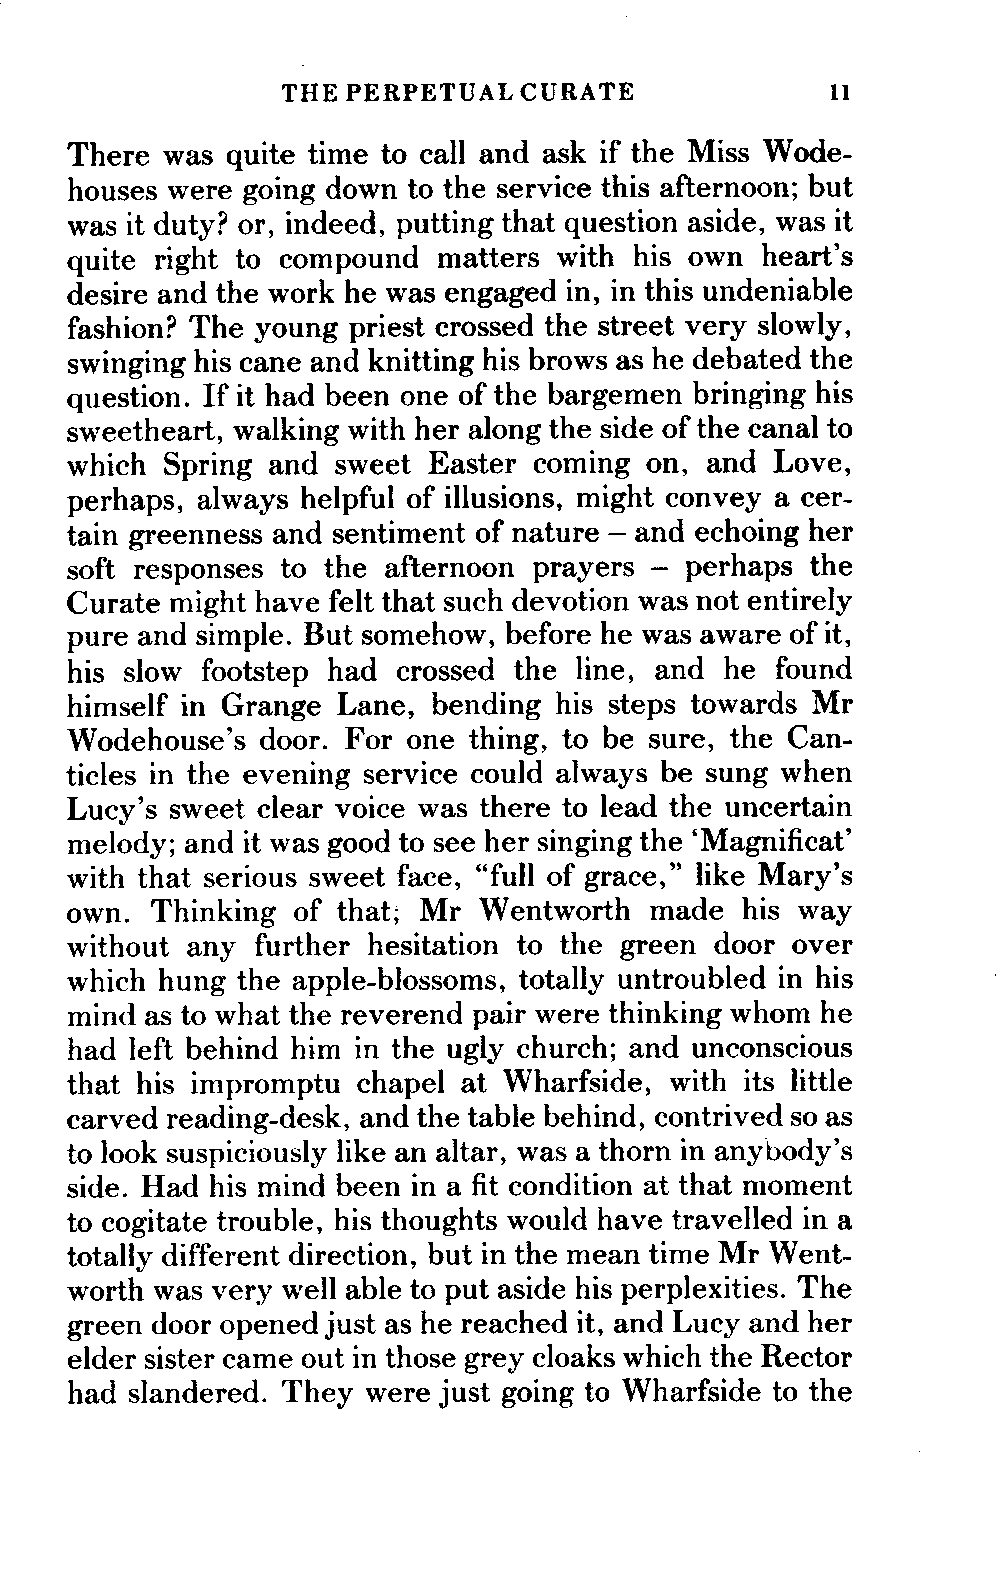 THE PERPETUAL CURATE 11
There was quite time to call and ask if the Miss Wode-
houses were going down to the service this afternoon; but
was it duty? or, indeed, putting that question aside, was it
quite right to compound matters with his own heart's
desire and the work he was engaged in, in this undeniable
fashion? The young priest crossed the street very slowly,
swinging his cane and knitting his brows as he debated the
question. If it had been one of the bargemen bringing his
sweetheart, walking with her along the side of the canal to
which Spring and sweet Easter coming on, and Love,
perhaps, always helpful of illusions, might convey a cer-
tain greenness and sentiment of nature – and echoing her
soft responses to the afternoon prayers – perhaps the
Curate might have felt that such devotion was not entirely
pure and simple. But somehow, before he was aware of it,
his slow footstep had crossed the line, and he found
himself in Grange Lane, bending his steps towards Mr
Wodehouse's door. For one thing, to be sure, the Can-
ticles in the evening service could always be sung when
Lucy's sweet clear voice was there to lead the uncertain
melody; and it was good to see her singing the 'Magnificat'
with that serious sweet face, "full of grace," like Mary's
own. Thinking of that; Mr Wentworth made his way
without any further hesitation to the green door over
which hung the apple-blossoms, totally untroubled in his
mind as to what the reverend pair were thinking whom he
had left behind him in the ugly church; and unconscious
that his impromptu chapel at Wharfside, with its little
carved reading-desk, and the table behind, contrived so as
to look suspiciously like an altar, was a thorn in anybody's
side. Had his mind been in a fit condition at that moment
to cogitate trouble, his thoughts would have travelled in a
totally different direction, but in the mean time Mr Went-
worth was very well able to put aside his perplexities. The
green door opened just as he reached it, and Lucy and her
elder sister came out in those grey cloaks which the Rector
had slandered. They were just going to Wharfside to the